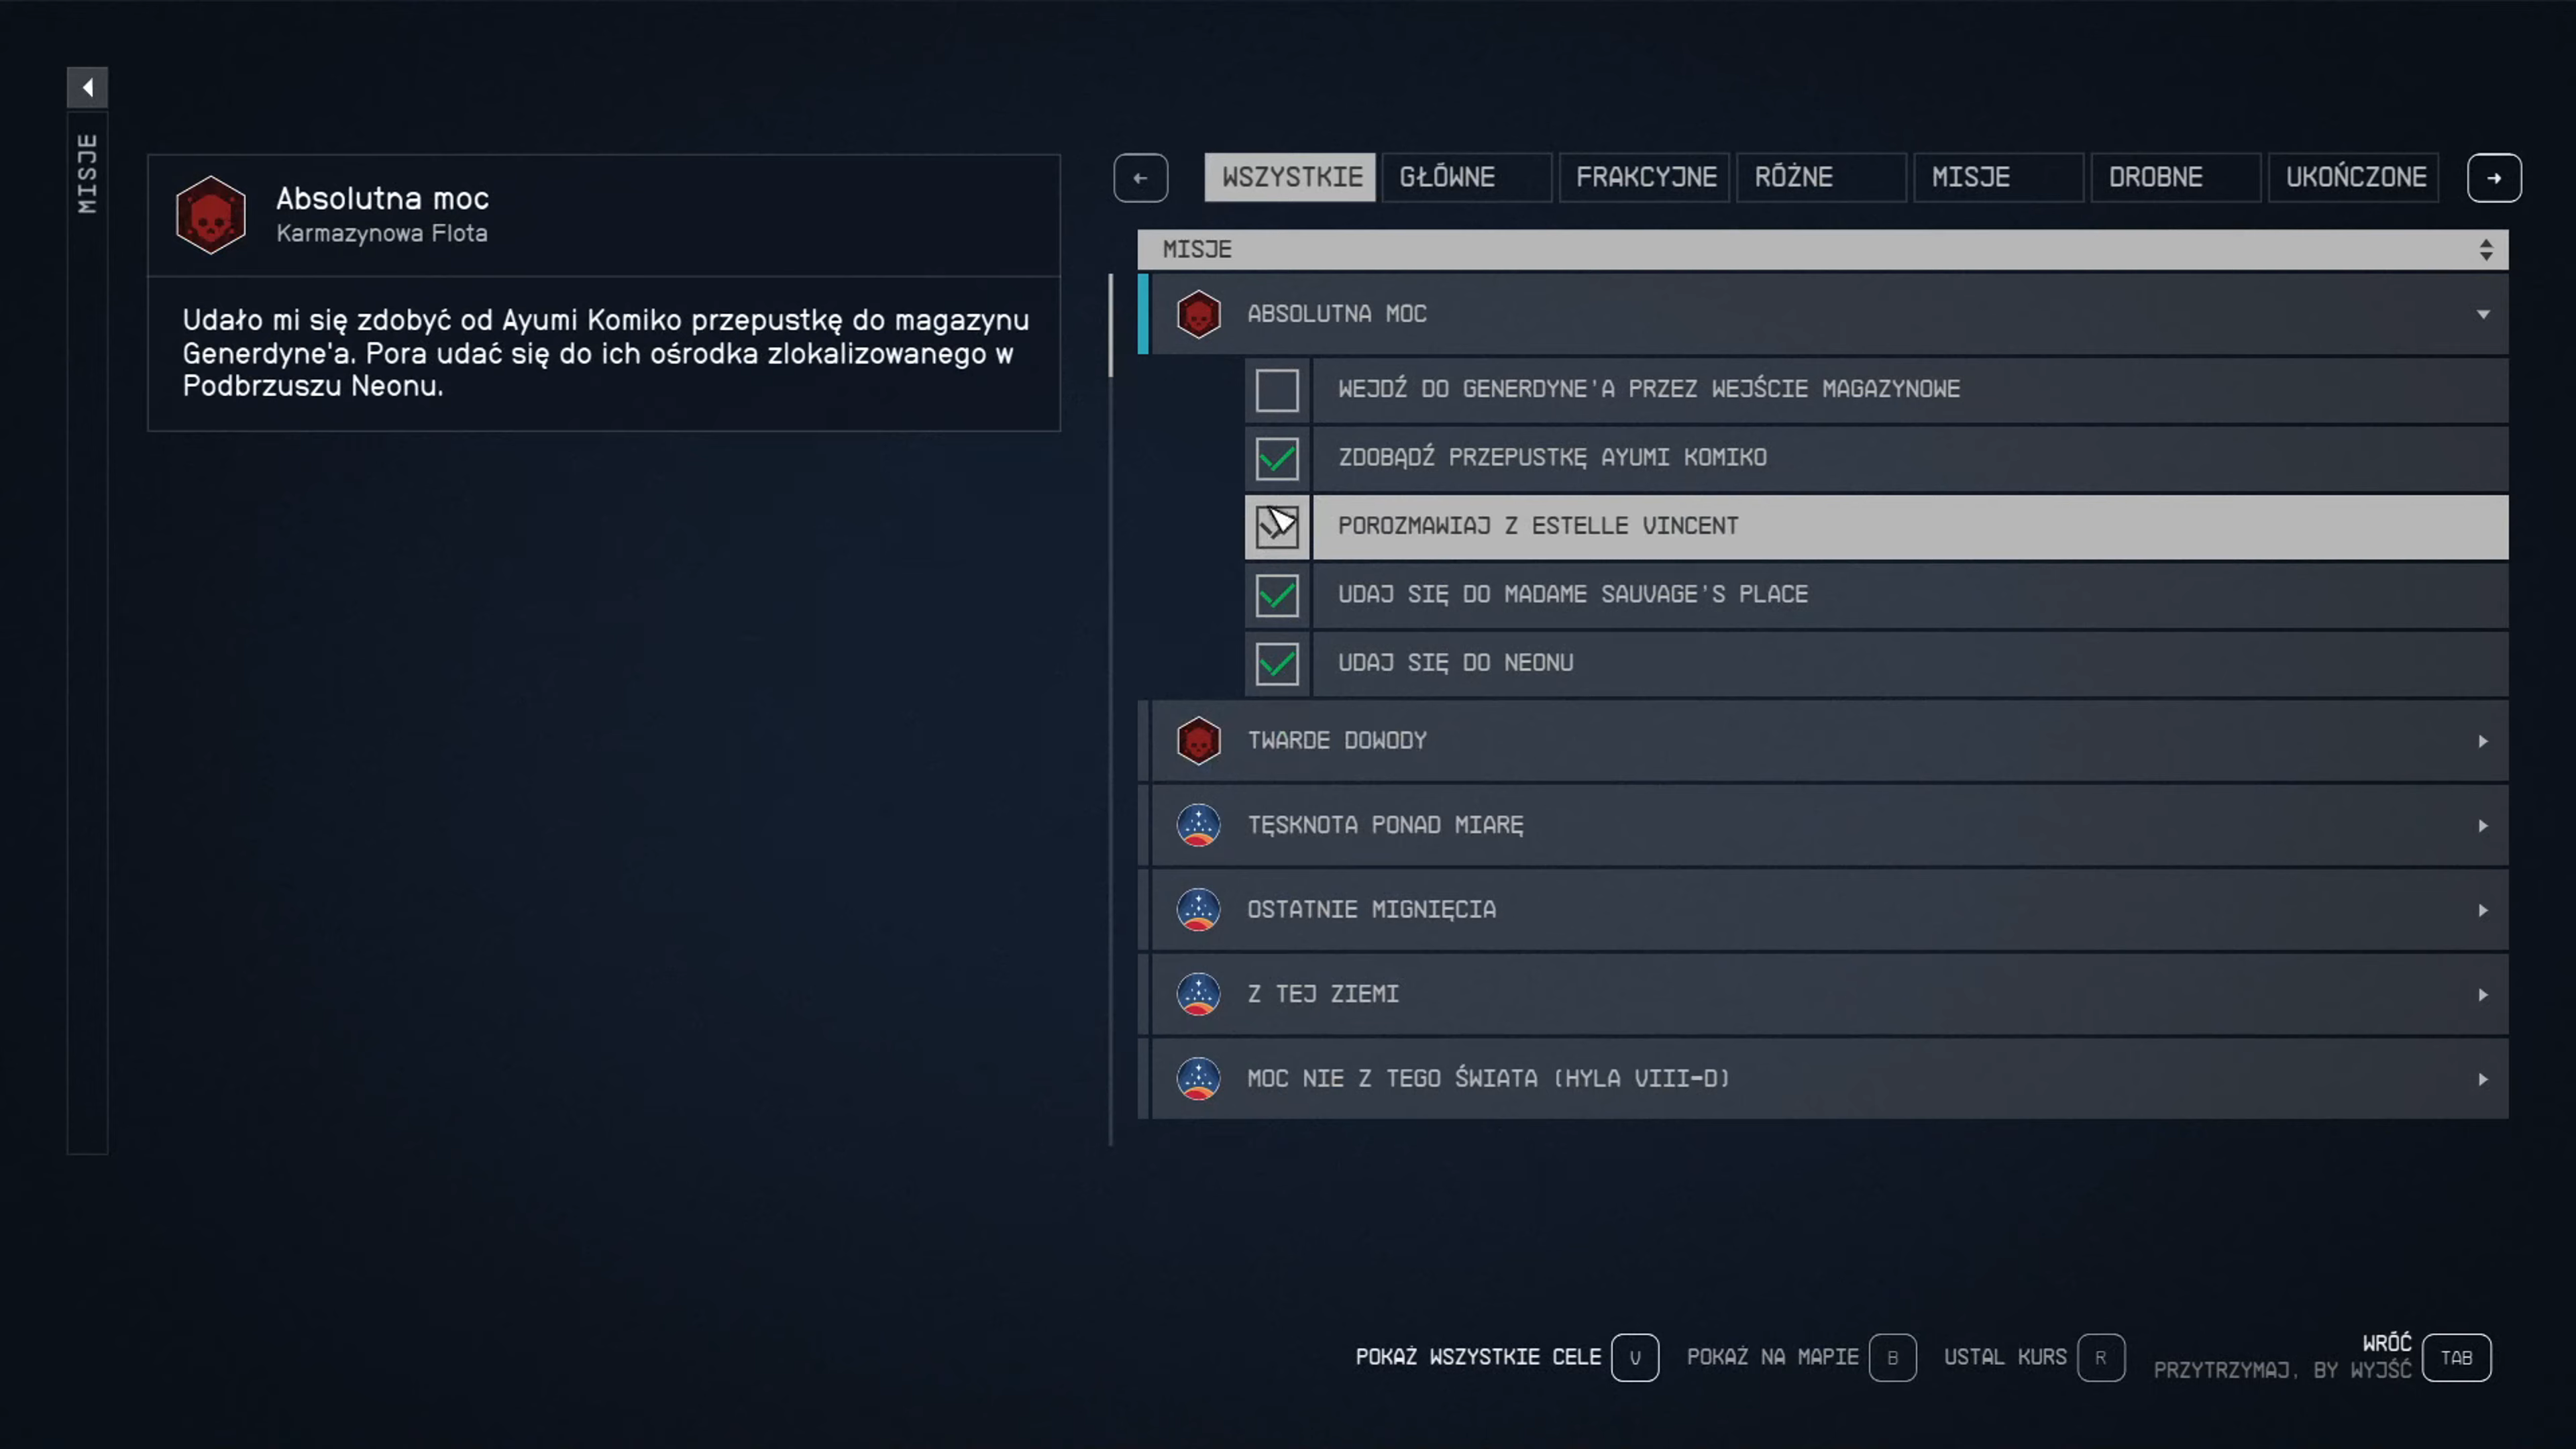 MISJE
Absolutna moc
Karmazynowa Flota
Udało mi się zdobyć od Ayumi Komiko przepustkę do magazynu
Generdyne'a. Pora udać się do ich ośrodka zlokalizowanego w
Podbrzuszu Neonu.
WSZYSTKIE GŁÓWNE FRAKCYJNE RÓŻNE MISJE DROBNE UKOŃCZONE
MISJE
ABSOLUTNA MOC
WEJDŹ DO GENERDYNE'A PRZEZ WEJŚCIE MAGAZYNOWE
ZDOBĄDŹ PRZEPUSTKĘ AYUMI KOMIKO
POROZMAWIAJ Z ESTELLE VINCENT
UDAJ SIĘ DO MADAME SAUVAGE'S PLACE
UDAJ SIĘ DO NEONU
TWARDE DOWODY
TĘSKNOTA PONAD MIARĘ
OSTATNIE MIGNIĘCIA
Z TEJ ZIEMI
MOC NIE Z TEGO ŚWIATA (HYLA VIII-D)
POKAŻ WSZYSTKIE CELE V POKAŻ NA MAPIE B USTAL KURS R WRÓĆ TAB
PRZYTRZYMAJ, BY WYJŚĆ